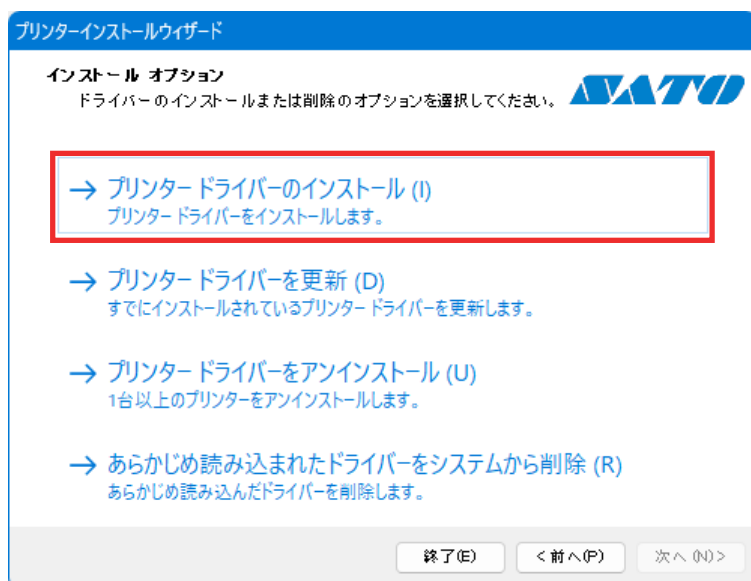 プリンターインストールウィザード
インストール オプション
ドライバーのインストールまたは削除のオプションを選択してください。
SATO
→ プリンター ドライバーのインストール (I)
プリンター ドライバーをインストールします。
→ プリンター ドライバーを更新 (D)
すでにインストールされているプリンター ドライバーを更新します。
→ プリンター ドライバーをアンインストール (U)
1台以上のプリンターをアンインストールします。
→ あらかじめ読み込まれたドライバーをシステムから削除 (R)
あらかじめ読み込んだドライバーを削除します。
終了(E)
<前へ(P)
次へ(N)>